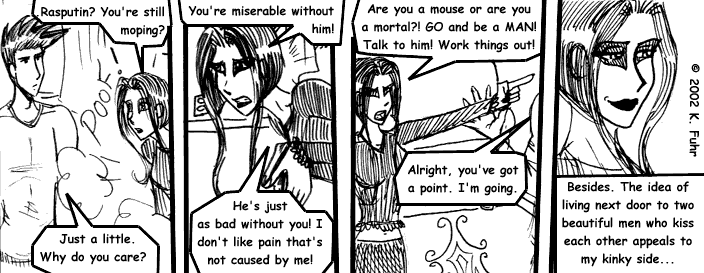 Rasputin? You're still
moping?
POOF!
Just a little.
Why do you care?
You're miserable without
him!
He's just
as bad without you! I
don't like pain that's
not caused by me!
Are you a mouse or are you
a mortal?! GO and be a MAN!
Talk to him! Work things out!
Alright, you've got
a point. I'm going.
Besides. The idea of
living next door to two
beautiful men who kiss
each other appeals to
my kinky side...
© 2002 K. Fuhr